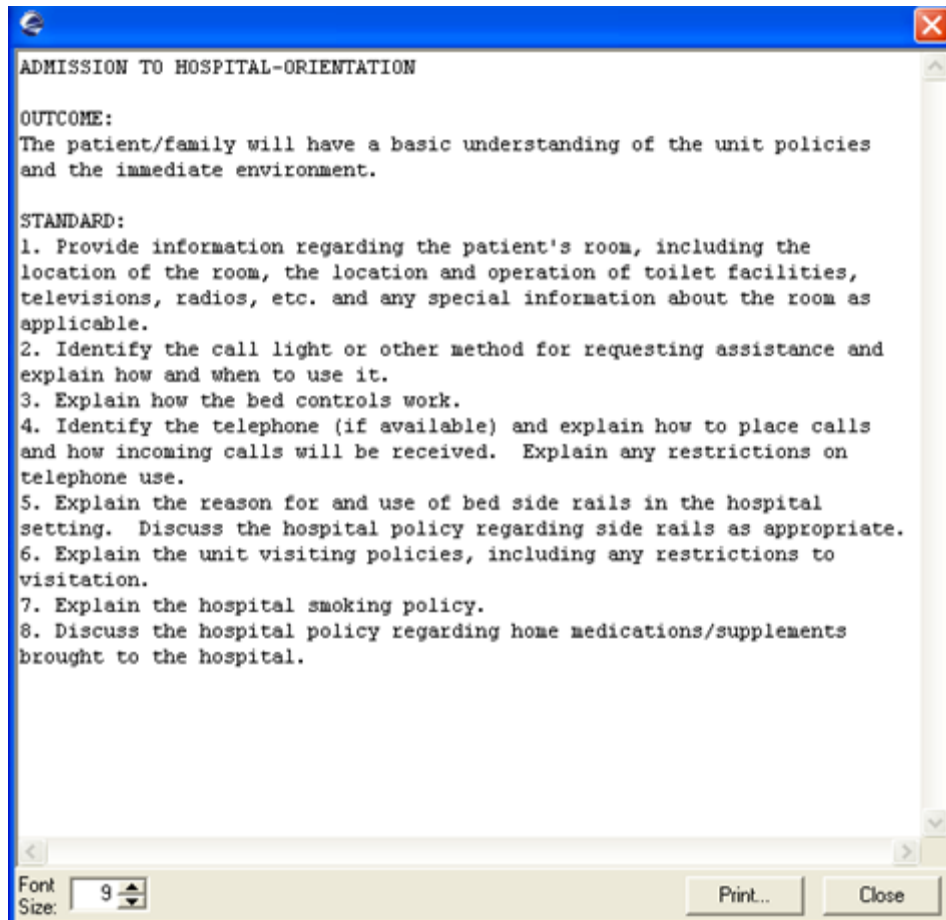 ADMISSION TO HOSPITAL-ORIENTATION
OUTCOME:
The patient/family will have a basic understanding of the unit policies
and the immediate environment.
STANDARD:
1. Provide information regarding the patient's room, including the
location of the room, the location and operation of toilet facilities,
televisions, radios, etc. and any special information about the room as
applicable.
2. Identify the call light or other method for requesting assistance and
explain how and when to use it.
3. Explain how the bed controls work.
4. Identify the telephone (if available) and explain how to place calls
and how incoming calls will be received.  Explain any restrictions on
telephone use.
5. Explain the reason for and use of bed side rails in the hospital
setting.  Discuss the hospital policy regarding side rails as appropriate.
6. Explain the unit visiting policies, including any restrictions to
visitation.
7. Explain the hospital smoking policy.
8. Discuss the hospital policy regarding home medications/supplements
brought to the hospital.
Font
Size:
9
Print...
Close